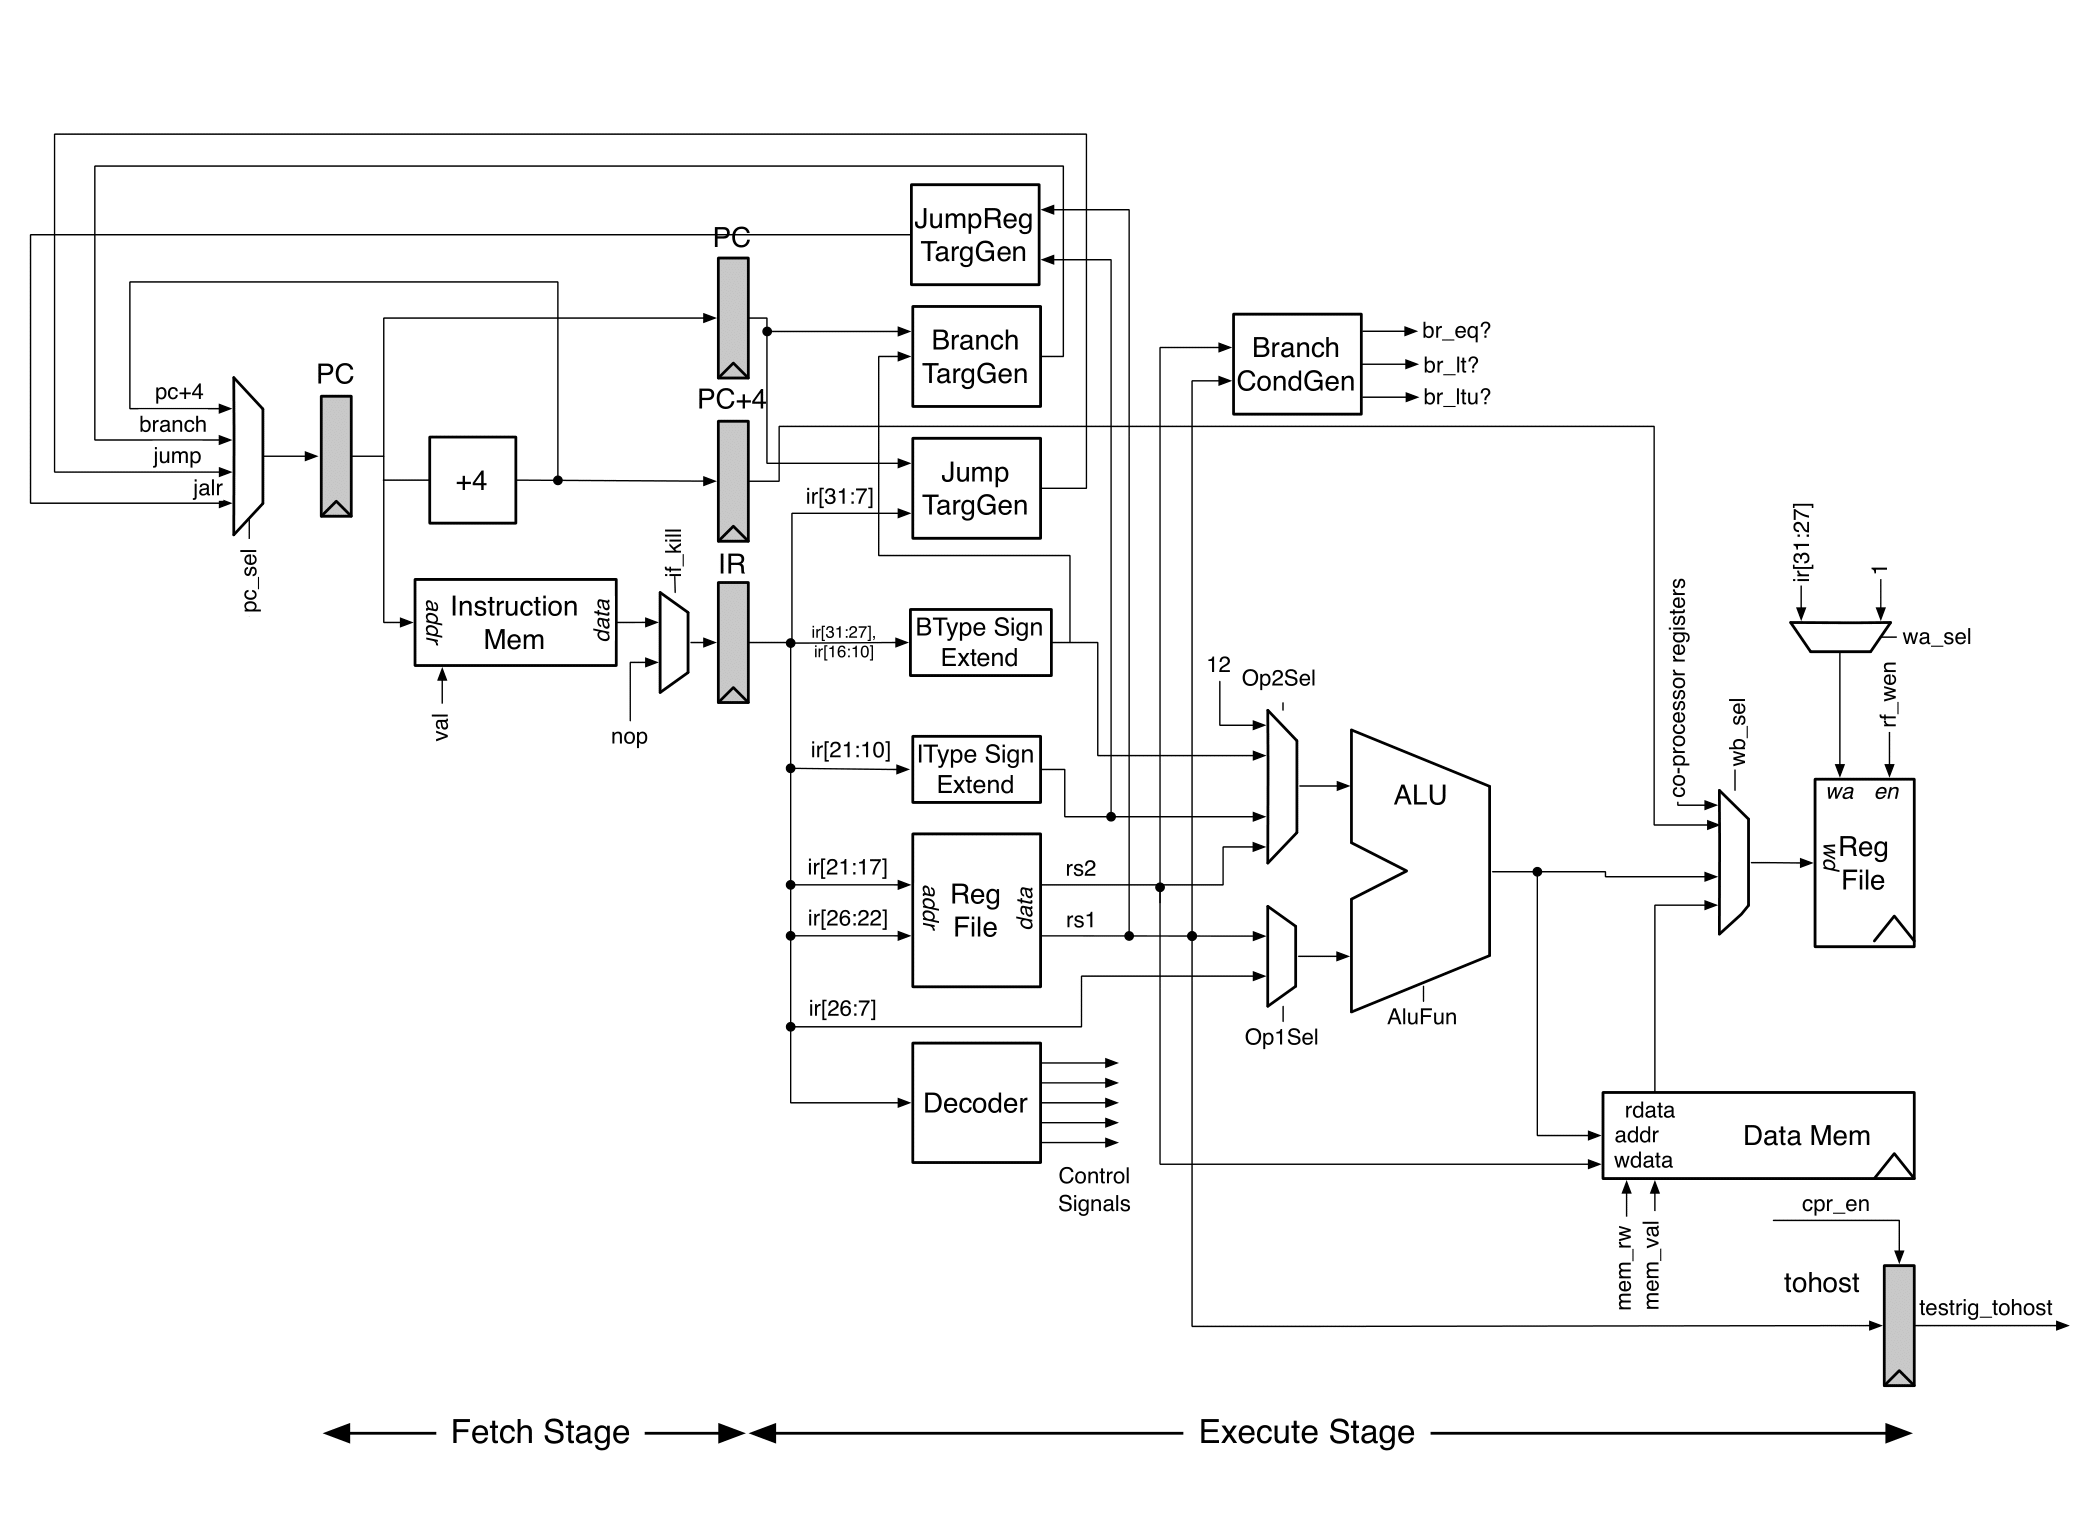 JumpReg
TargGen
PC
Branch
TargGen
Branch
CondGen
br_eq?
br_lt?
br_ltu?
PC
PC+4
pc+4
branch
jump
jalr
pc_sel
+4
Jump
TargGen
ir[31:7]
if_kill
IR
addr
Instruction
Mem
data
val
nop
ir[31:27],
ir[16:10]
BType Sign
Extend
ir[31:27]
1
wa_sel
rf_wen
co-processor registers
wb_sel
12
Op2Sel
ir[21:10]
IType Sign
Extend
ALU
wa
en
wd
Reg
File
ir[21:17]
ir[26:22]
addr
Reg
File
data
rs2
rs1
ir[26:7]
Op1Sel
AluFun
Decoder
Control
Signals
rdata
addr
wdata
Data Mem
mem_rw
mem_val
cpr_en
tohost
testrig_tohost
Fetch Stage
Execute Stage